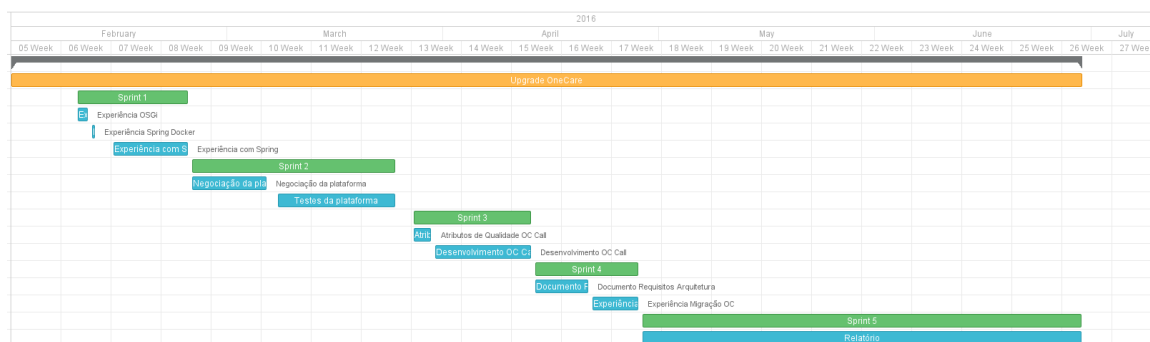 2016
February March April May June July
05 Week 06 Week 07 Week 08 Week 09 Week 10 Week 11 Week 12 Week 13 Week 14 Week 15 Week 16 Week 17 Week 18 Week 19 Week 20 Week 21 Week 22 Week 23 Week 24 Week 25 Week 26 Week 27 Wee
Upgrade OneCare
Sprint 1
Ex Experiência OSGi
Experiência Spring Docker
Experiência com S Experiência com Spring
Sprint 2
Negociação da pla Negociação da plataforma
Testes da plataforma
Sprint 3
Atrib Atributos de Qualidade OC Call
Desenvolvimento OC Ca Desenvolvimento OC Call
Sprint 4
Documento R Documento Requisitos Arquitetura
Experiência Experiência Migração OC
Sprint 5
Relatório